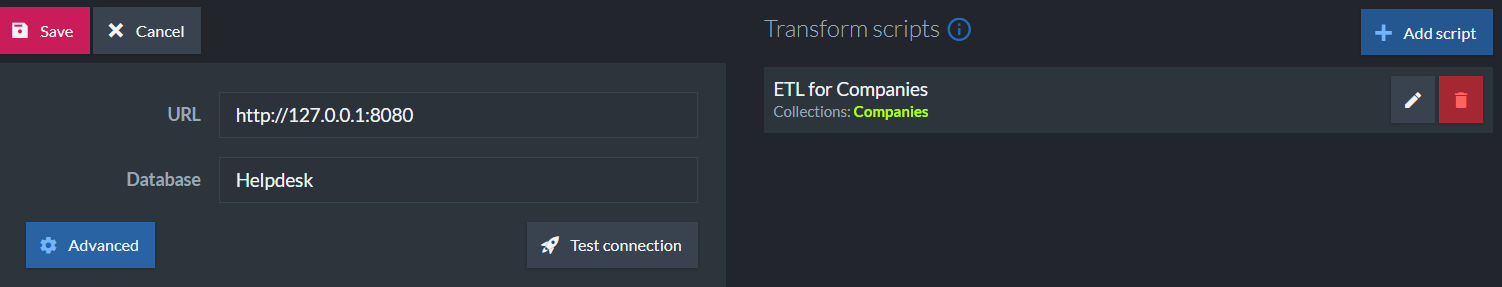 Save
Cancel
URL
http://127.0.0.1:8080
Database
Helpdesk
Advanced
Test connection
Transform scripts
Add script
ETL for Companies
Collections: Companies